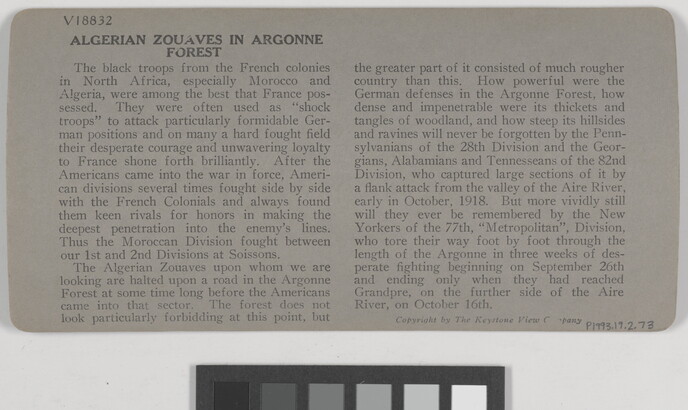 V18832
ALGERIAN ZOUAVES IN ARGONNE
FOREST
The black troops from the French colonies
in North Africa, especially Morocco and
Algeria, were among the best that France pos-
sessed. They were often used as "shock
troops" to attack particularly formidable Ger-
man positions and on many a hard fought field
their desperate courage and unwavering loyalty
to France shone forth brilliantly. After the
Americans came into the war in force, Ameri-
can divisions several times fought side by side
with the French Colonials and always found
them keen rivals for honors in making the
deepest penetration into the enemy's lines.
Thus the Moroccan Division fought between
our 1st and 2nd Divisions at Soissons.
The Algerian Zouaves upon whom we are
looking are halted upon a road in the Argonne
Forest at some time long before the Americans
came into that sector. The forest does not
look particularly forbidding at this point, but
the greater part of it consisted of much rougher
country than this. How powerful were the
German defenses in the Argonne Forest, how
dense and impenetrable were its thickets and
tangles of woodland, and how steep its hillsides
and ravines will never be forgotten by the Penn-
sylvanians of the 28th Division and the Geor-
gians, Alabamians and Tennesseans of the 82nd
Division, who captured large sections of it by
a flank attack from the valley of the Aire River,
early in October, 1918. But more vividly still
will they ever be remembered by the New
Yorkers of the 77th, "Metropolitan", Division,
who tore their way foot by foot through the
length of the Argonne in three weeks of des-
perate fighting beginning on September 26th
and ending only when they had reached
Grandpre, on the further side of the Aire
River, on October 16th.
Copyright by The Keystone View
P1993.19.2.73